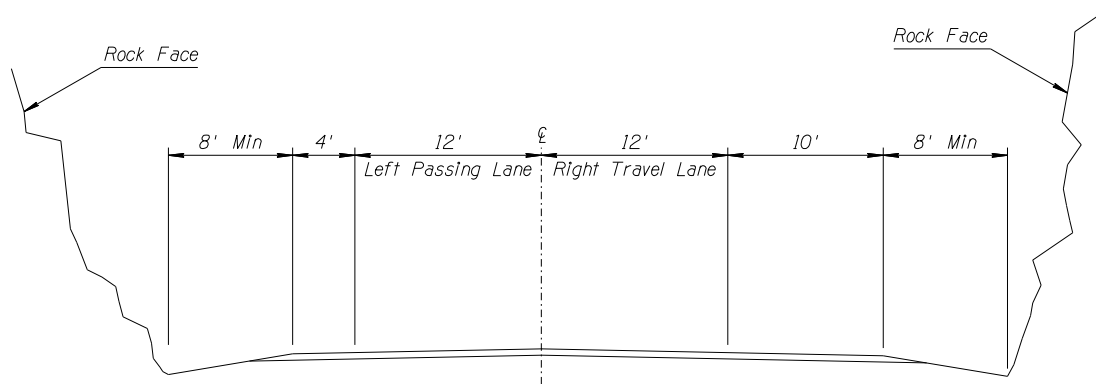 Rock Face
Rock Face
8' Min 4' 12' ℄ 12' 10' 8' Min
Left Passing Lane Right Travel Lane